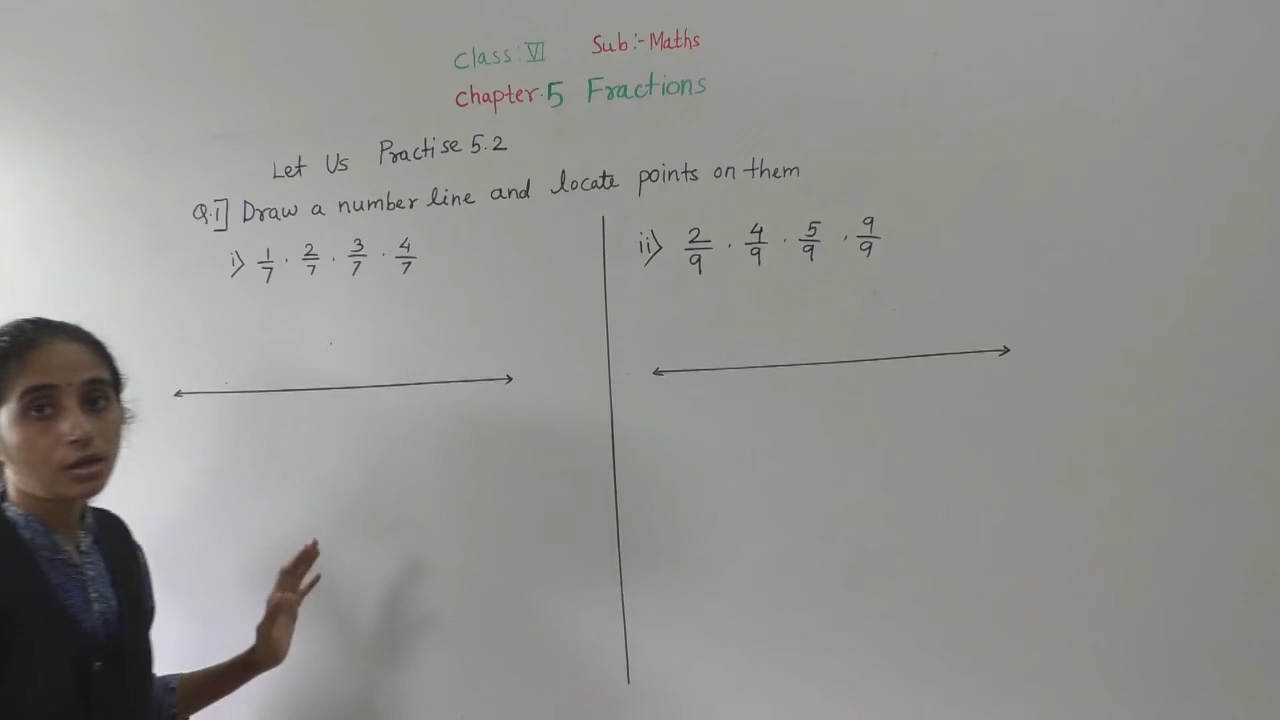 Class VI Sub:- Maths
Chapter.5 Fractions
Let Us Practise 5.2
Q.1] Draw a number line and locate points on them
i) 1/7 . 2/7 . 3/7 . 4/7
ii) 2/9 . 4/9 . 5/9 . 9/9